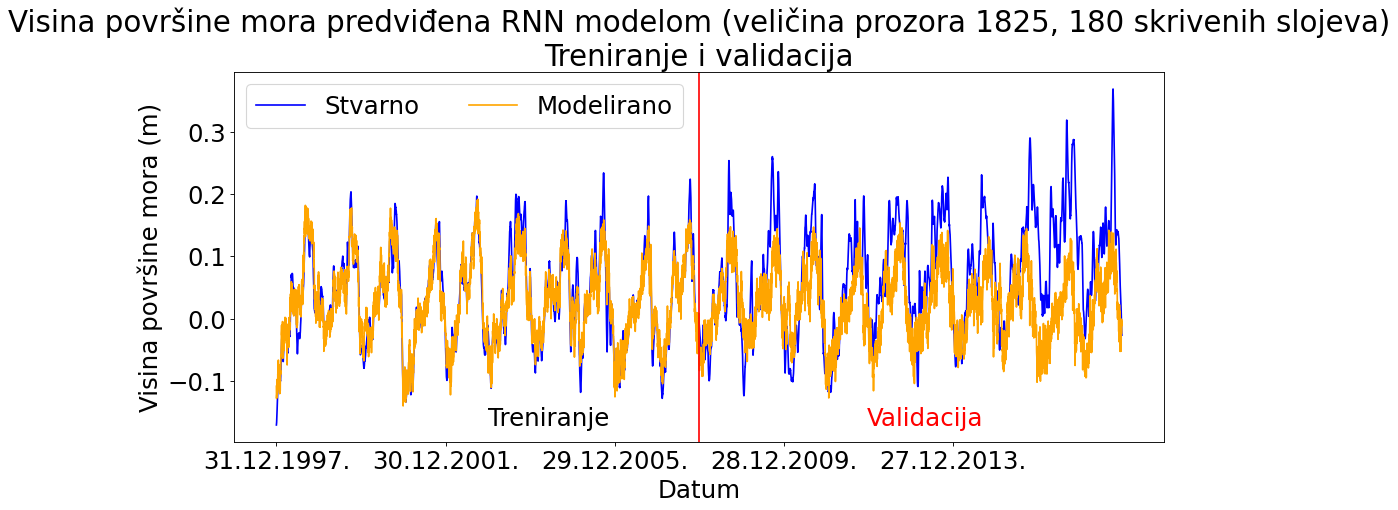 Visina površine mora predviđena RNN modelom (veličina prozora 1825, 180 skrivenih slojeva)
Treniranje i validacija
Stvarno
Modelirano
Visina površine mora (m)
0.3
0.2
0.1
0.0
−0.1
Treniranje
Validacija
31.12.1997.
30.12.2001.
29.12.2005.
28.12.2009.
27.12.2013.
Datum